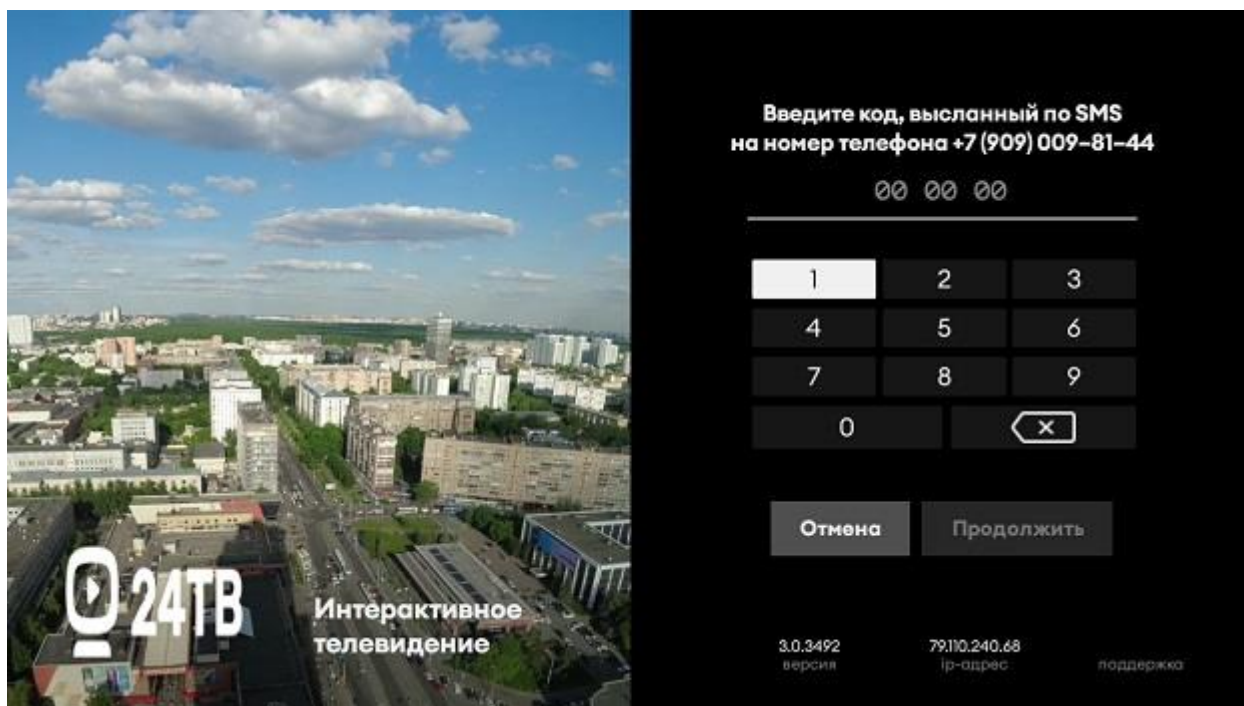 Введите код, высланный по SMS
на номер телефона +7 (909) 009-81-44
00 00 00
1 2 3
4 5 6
7 8 9
0
Отмена Продолжить
24ТВ
Интерактивное
телевидение
3.0.3492 79.110.240.68
версия ip-адрес поддержка